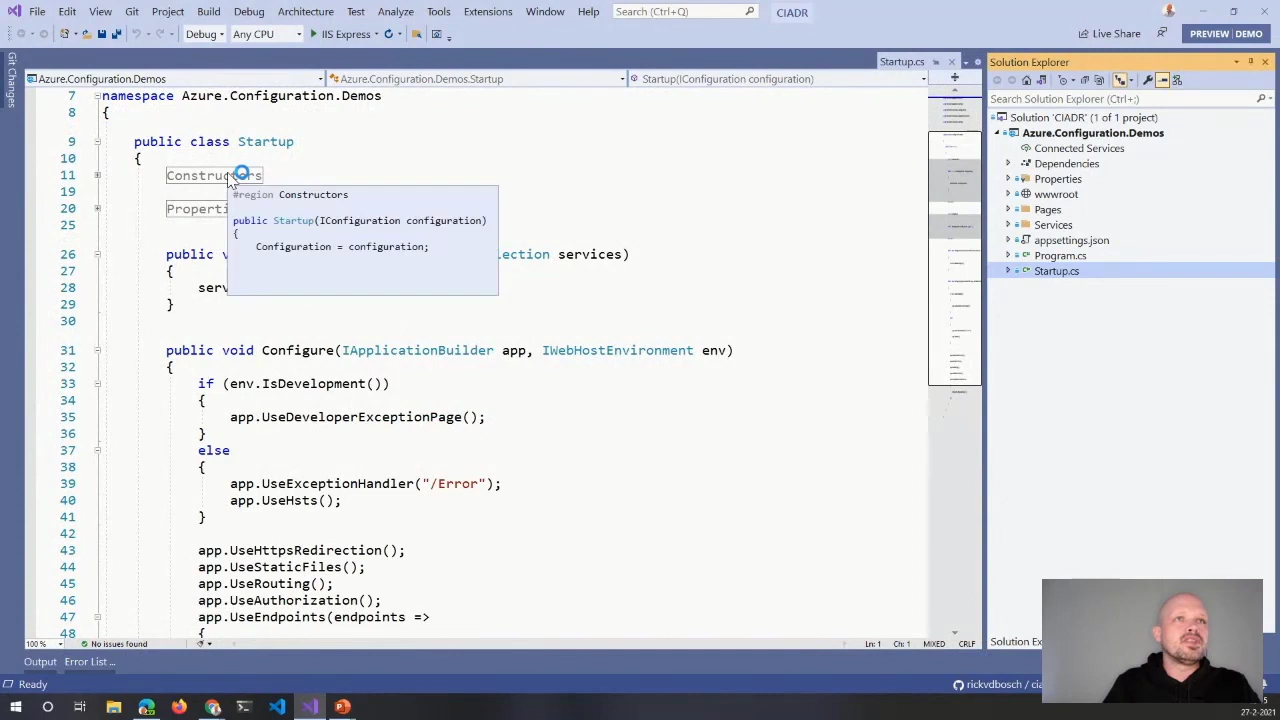 File Edit View Git Project Build Debug Architecture Test Analyze Tools Extensions Window Help Search (Ctrl+Q) CIADR
Debug Any CPU IIS Express Live Share PREVIEW | DEMO
Git Changes
Startup.cs
Azure.Configuration.Demos Azure.Configuration.Demos.Startup Startup(IConfiguration configuration)
namespace Azure.Configuration.Demos
{
public class Startup
10 {
11 Constructors
#region Constructors
20
public Startup(IConfiguration configuration)
{
Configuration = configuration;
25
26 public services)
27 {
28
29 }
30
31 public void Configure(IApplicationBuilder app, IWebHostEnvironment env)
32 {
33 if (env.IsDevelopment())
34 {
35 app.UseDeveloperExceptionPage();
36 }
37 else
38 {
39 app.UseExceptionHandler("/Error");
40 app.UseHsts();
41 }
42
43 app.UseHttpsRedirection();
44 app.UseStaticFiles();
45 app.UseRouting();
46 app.UseAuthorization();
47 app.UseEndpoints(endpoints =>
48 {
100 % No issues found Ln: 1 Ch: 1 MIXED CRLF
Output Error List ...
Ready rickvdbosch
Solution Explorer
Search Solution Explorer (Ctrl+;)
Solution 'CIADR' (1 of 1 project)
Azure.Configuration.Demos
Connected Services
Dependencies
Properties
wwwroot
Pages
Services
appsettings.json
Program.cs
Startup.cs
27-2-2021